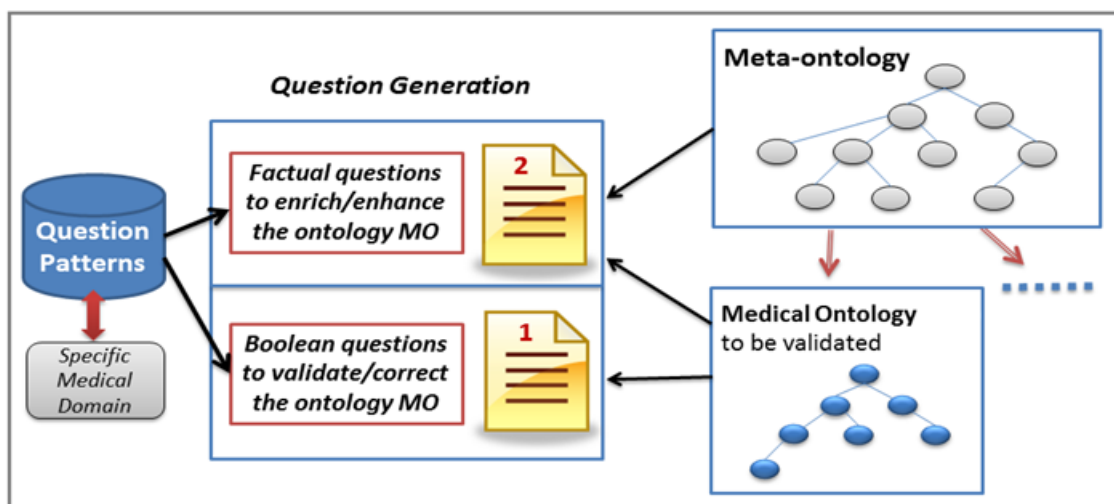 Question Generation
Question
Patterns
Specific
Medical
Domain
Factual questions
to enrich/enhance
the ontology MO
2
Boolean questions
to validate/correct
the ontology MO
1
Meta-ontology
Medical Ontology
to be validated